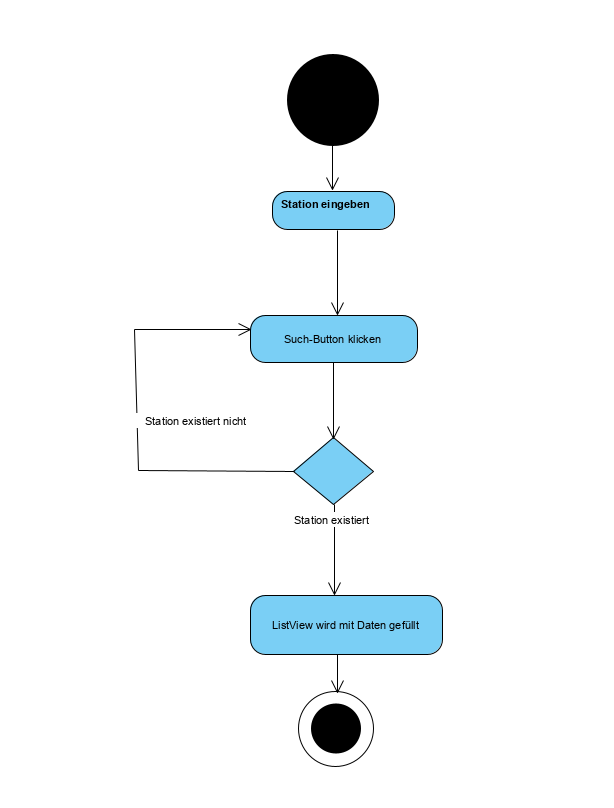 Station eingeben
Such-Button klicken
Station existiert nicht
Station existiert
ListView wird mit Daten gefüllt